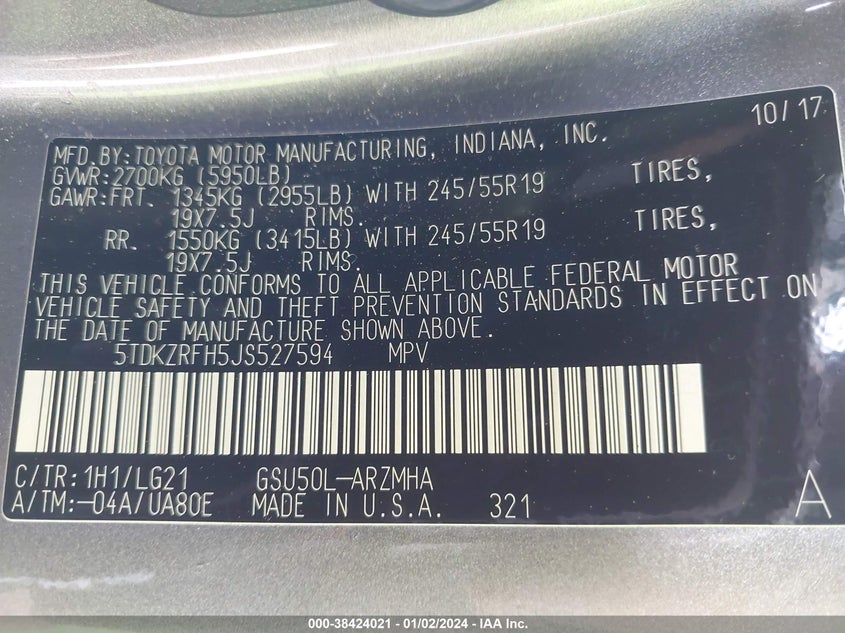 10/17
MFD.BY:TOYOTA MOTOR MANUFACTURING, INDIANA, INC.
GVWR:2700KG (5950LB)
GAWR:FRT. 1345KG (2955LB) WITH 245/55R19 TIRES,
19X7.5J RIMS.
RR. 1550KG (3415LB) WITH 245/55R19 TIRES,
19X7.5J RIMS.
THIS VEHICLE CONFORMS TO ALL APPLICABLE FEDERAL MOTOR
VEHICLE SAFETY AND THEFT PREVENTION STANDARDS IN EFFECT ON
THE DATE OF MANUFACTURE SHOWN ABOVE.
5TDKZRFH5JS527594 MPV
C/TR:1H1/LG21 GSU50L-ARZMHA
A/TM:-04A/UA80E MADE IN U.S.A. 321 A
000-38424021 - 01/02/2024 - IAA Inc.